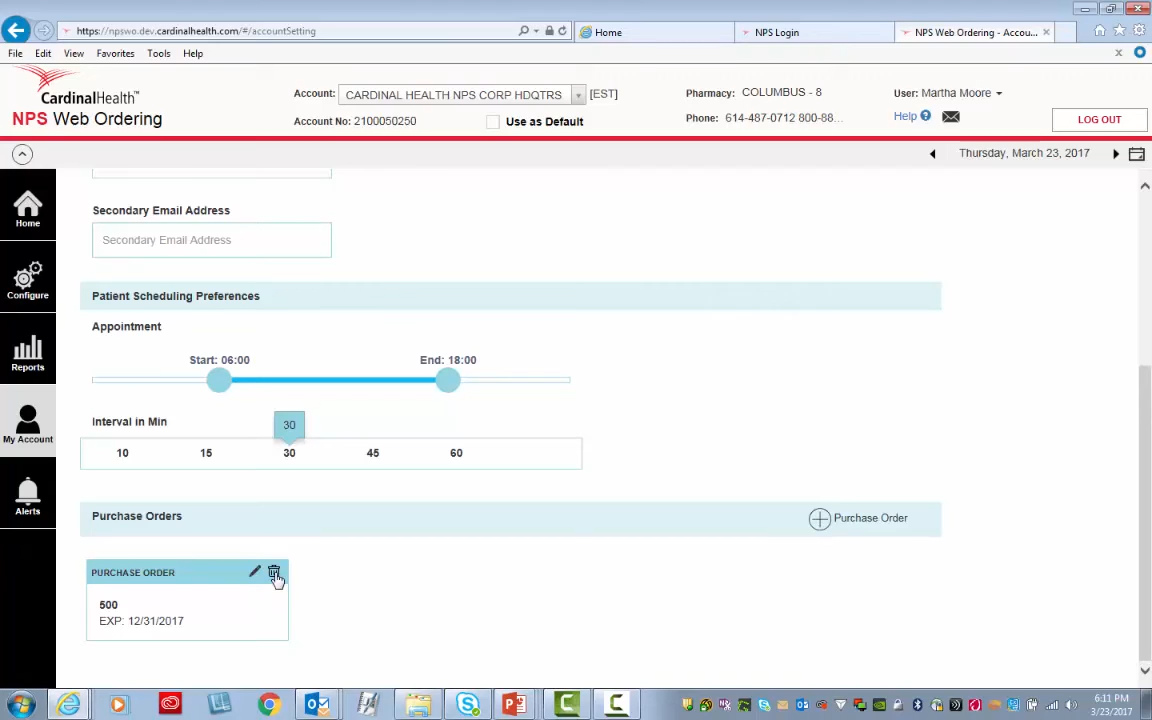 https://npswo.dev.cardinalhealth.com/#/accountSetting
Home
NPS Login
NPS Web Ordering - Accou...
File Edit View Favorites Tools Help
CardinalHealth™
NPS Web Ordering
Account: CARDINAL HEALTH NPS CORP HDQTRS [EST]
Account No: 2100050250
Use as Default
Pharmacy: COLUMBUS - 8
Phone: 614-487-0712 800-88...
User: Martha Moore
Help ?
LOG OUT
Thursday, March 23, 2017
Home
Configure
Reports
My Account
Alerts
Secondary Email Address
Secondary Email Address
Patient Scheduling Preferences
Appointment
Start: 06:00
End: 18:00
Interval in Min
30
10 15 30 45 60
Purchase Orders
Purchase Order
PURCHASE ORDER
500
EXP: 12/31/2017
6:11 PM
3/23/2017